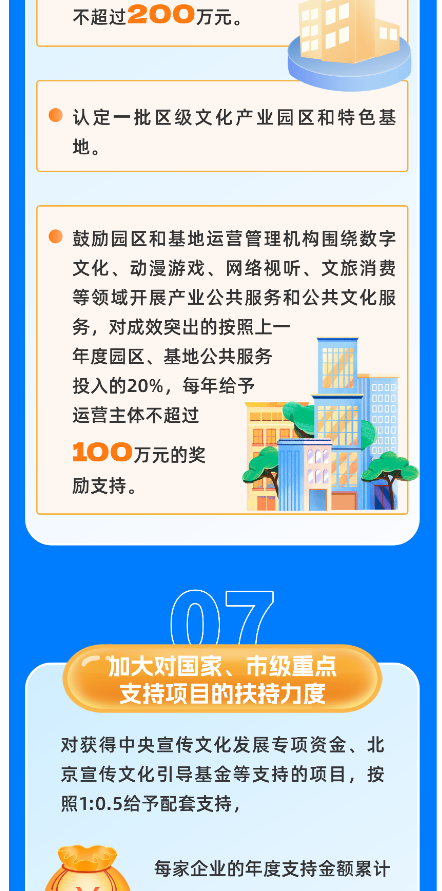 不超过200万元。
认定一批区级文化产业园区和特色基
地。
鼓励园区和基地运营管理机构围绕数字
文化、动漫游戏、网络视听、文旅消费
等领域开展产业公共服务和公共文化服
务，对成效突出的按照上一
年度园区、基地公共服务
投入的20%，每年给予
运营主体不超过
100万元的奖
励支持。
07
加大对国家、市级重点
支持项目的扶持力度
对获得中央宣传文化发展专项资金、北
京宣传文化引导基金等支持的项目，按
照1:0.5给予配套支持，
每家企业的年度支持金额累计